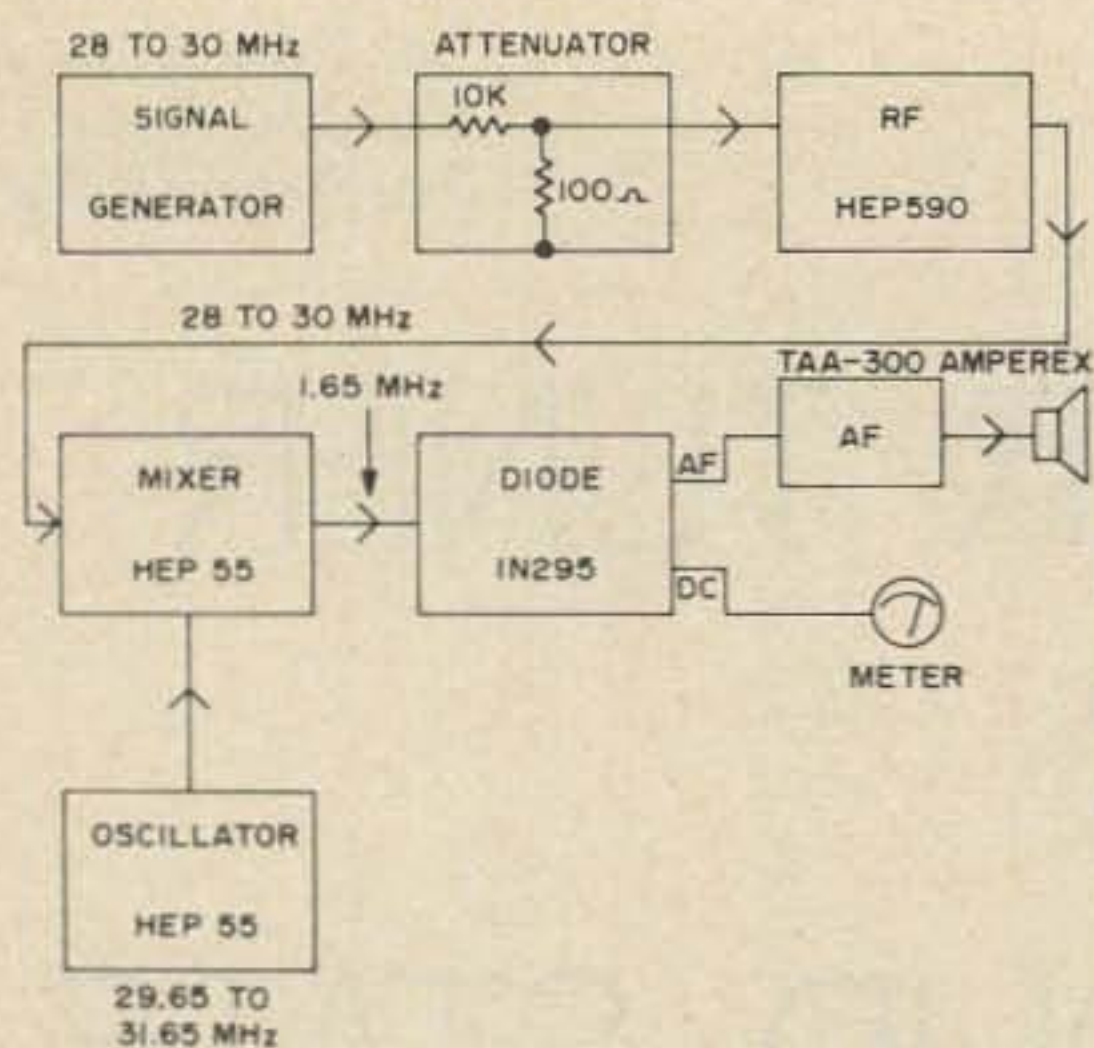 28 TO 30 MHz
SIGNAL
GENERATOR
ATTENUATOR
10K
100Ω
RF
HEP590
28 TO 30 MHz
1.65 MHz
TAA-300 AMPEREX
MIXER
HEP 55
DIODE
IN295
AF
DC
AF
METER
OSCILLATOR
HEP 55
29.65 TO
31.65 MHz